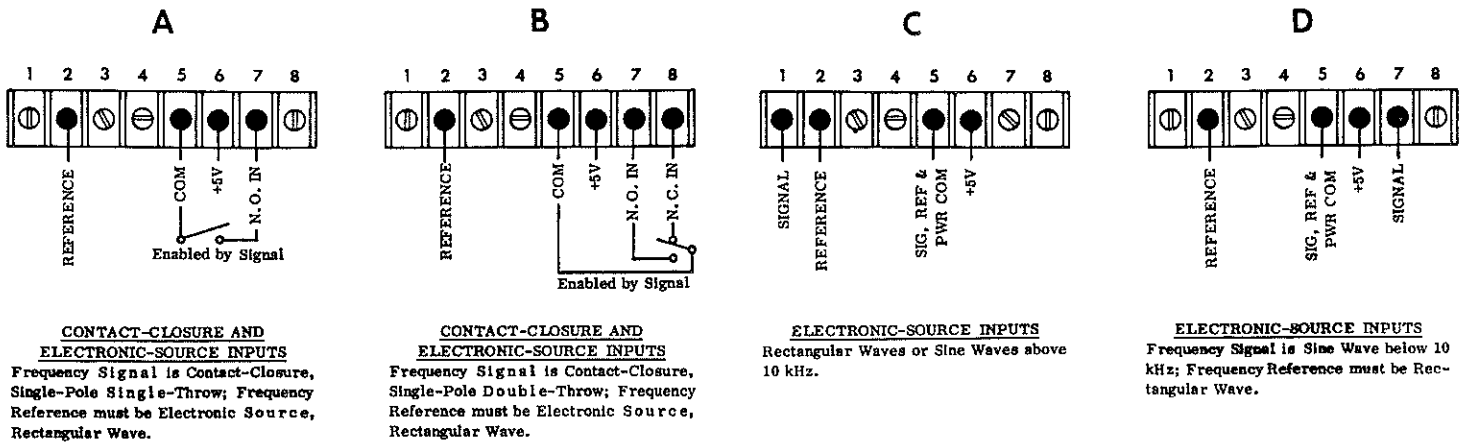 A
1 2 3 4 5 6 7 8
REFERENCE
COM
+5V
N.O. IN
Enabled by Signal
CONTACT-CLOSURE AND
ELECTRONIC-SOURCE INPUTS
Frequency Signal is Contact-Closure,
Single-Pole Single-Throw; Frequency
Reference must be Electronic Source,
Rectangular Wave.
B
1 2 3 4 5 6 7 8
REFERENCE
COM
+5V
N.O. IN
N.C. IN
Enabled by Signal
CONTACT-CLOSURE AND
ELECTRONIC-SOURCE INPUTS
Frequency Signal is Contact-Closure,
Single-Pole Double-Throw; Frequency
Reference must be Electronic Source,
Rectangular Wave.
C
1 2 3 4 5 6 7 8
SIGNAL
REFERENCE
SIG, REF &
PWR COM
+5V
ELECTRONIC-SOURCE INPUTS
Rectangular Waves or Sine Waves above
10 kHz.
D
1 2 3 4 5 6 7 8
REFERENCE
SIG, REF &
PWR COM
+5V
SIGNAL
ELECTRONIC-SOURCE INPUTS
Frequency Signal is Sine Wave below 10
kHz; Frequency Reference must be Rec-
tangular Wave.